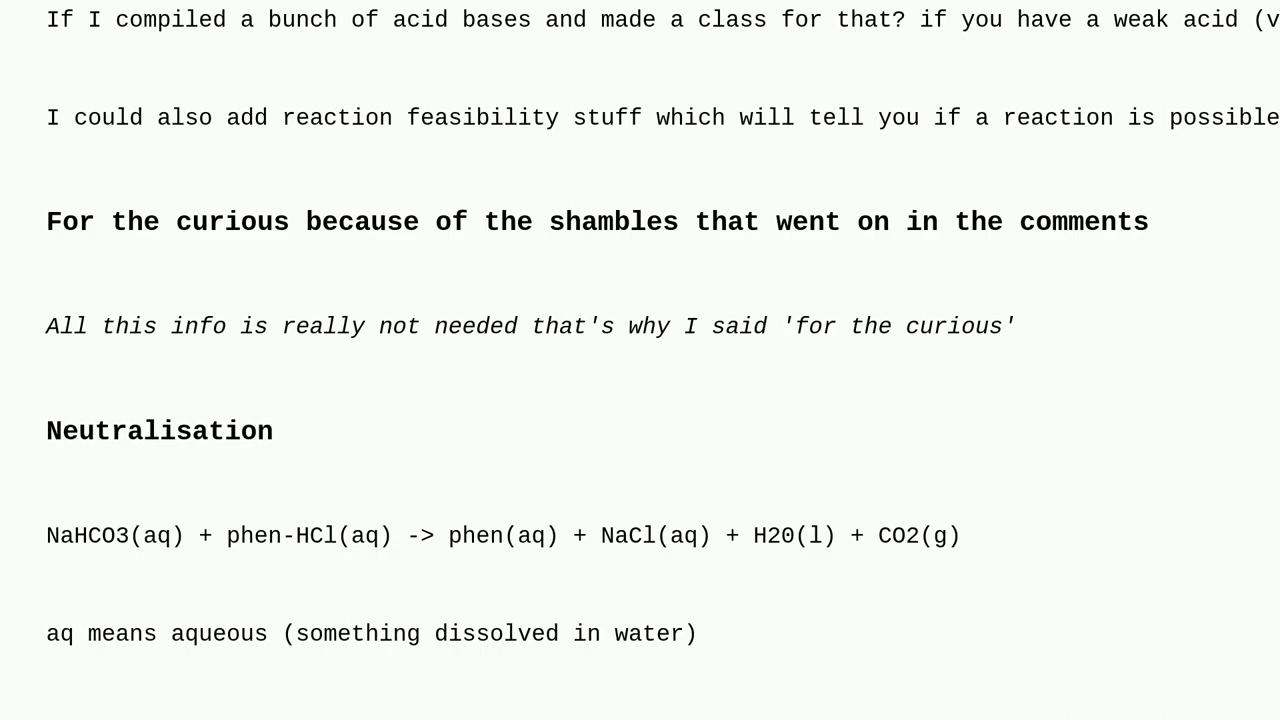 If I compiled a bunch of acid bases and made a class for that? if you have a weak acid (v
I could also add reaction feasibility stuff which will tell you if a reaction is possible
For the curious because of the shambles that went on in the comments
All this info is really not needed that's why I said 'for the curious'
Neutralisation
NaHCO3(aq) + phen-HCl(aq) -> phen(aq) + NaCl(aq) + H20(l) + CO2(g)
aq means aqueous (something dissolved in water)